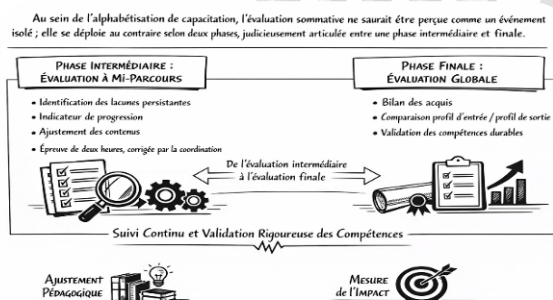 Au sein de l'alphabétisation de capacitation, l'évaluation sommative ne saurait être perçue comme un événement
isolé ; elle se déploie au contraire selon deux phases, judicieusement articulée entre une phase intermédiaire et finale.
PHASE INTERMÉDIAIRE :
ÉVALUATION À MI-PARCOURS
• Identification des lacunes persistantes
• Indicateur de progression
• Ajustement des contenus
• Épreuve de deux heures, corrigée par la coordination
PHASE FINALE :
ÉVALUATION GLOBALE
• Bilan des acquis
• Comparaison profil d'entrée / profil de sortie
• Validation des compétences durables
De l'évaluation intermédiaire
à l'évaluation finale
Suivi Continu et Validation Rigoureuse des Compétences
AJUSTEMENT
PÉDAGOGIQUE
MESURE
de l'IMPACT